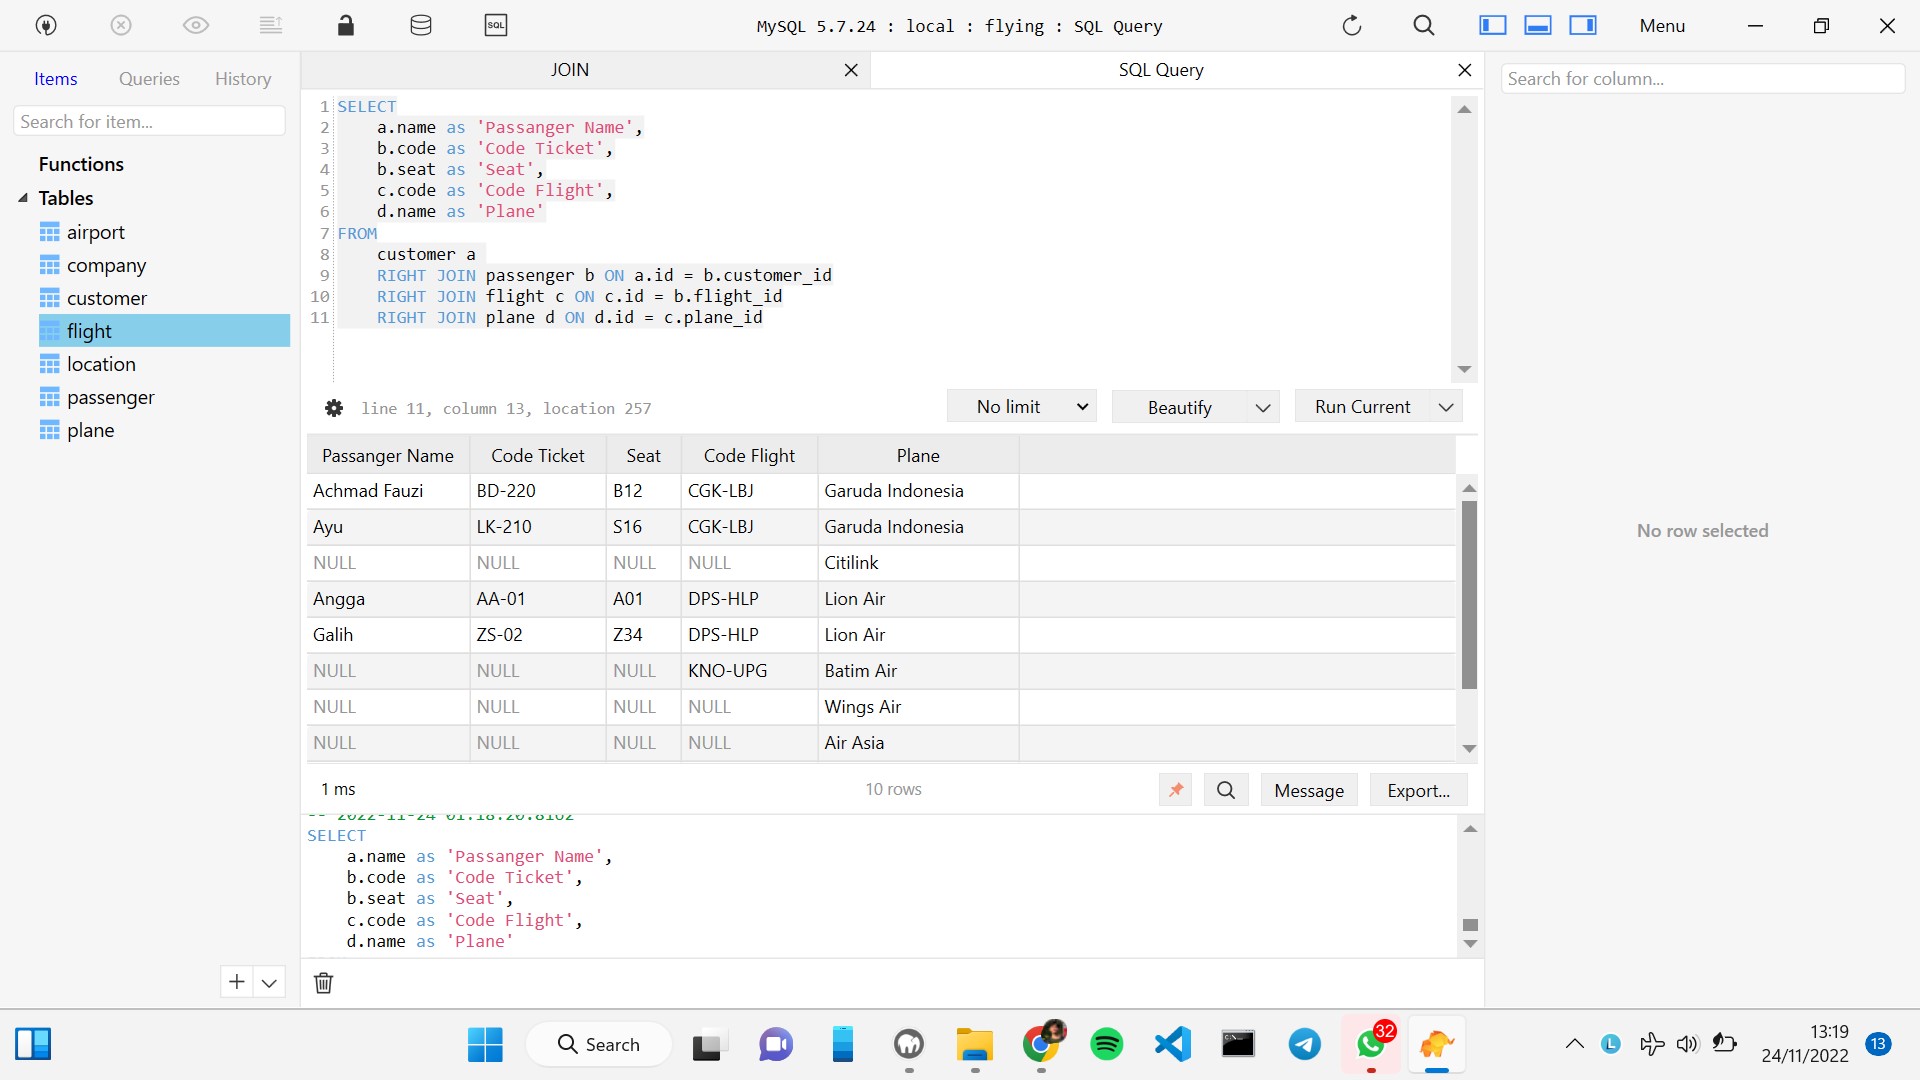 SQL
MySQL 5.7.24 : local : flying : SQL Query
Menu
Items Queries History
Search for item...
Functions
Tables
airport
company
customer
flight
location
passenger
plane
JOIN
SQL Query
1 SELECT
2 a.name as 'Passanger Name',
3 b.code as 'Code Ticket',
4 b.seat as 'Seat',
5 c.code as 'Code Flight',
6 d.name as 'Plane'
7 FROM
8 customer a
9 RIGHT JOIN passenger b ON a.id = b.customer_id
10 RIGHT JOIN flight c ON c.id = b.flight_id
11 RIGHT JOIN plane d ON d.id = c.plane_id
line 11, column 13, location 257
No limit
Beautify
Run Current
Passanger Name Code Ticket Seat Code Flight Plane
Achmad Fauzi BD-220 B12 CGK-LBJ Garuda Indonesia
Ayu LK-210 S16 CGK-LBJ Garuda Indonesia
NULL NULL NULL NULL Citilink
Angga AA-01 A01 DPS-HLP Lion Air
Galih ZS-02 Z34 DPS-HLP Lion Air
NULL NULL NULL KNO-UPG Batim Air
NULL NULL NULL NULL Wings Air
NULL NULL NULL NULL Air Asia
1 ms
10 rows
Message
Export...
SELECT
a.name as 'Passanger Name',
b.code as 'Code Ticket',
b.seat as 'Seat',
c.code as 'Code Flight',
d.name as 'Plane'
Search for column...
No row selected
Search
32
L
13:19
24/11/2022
13